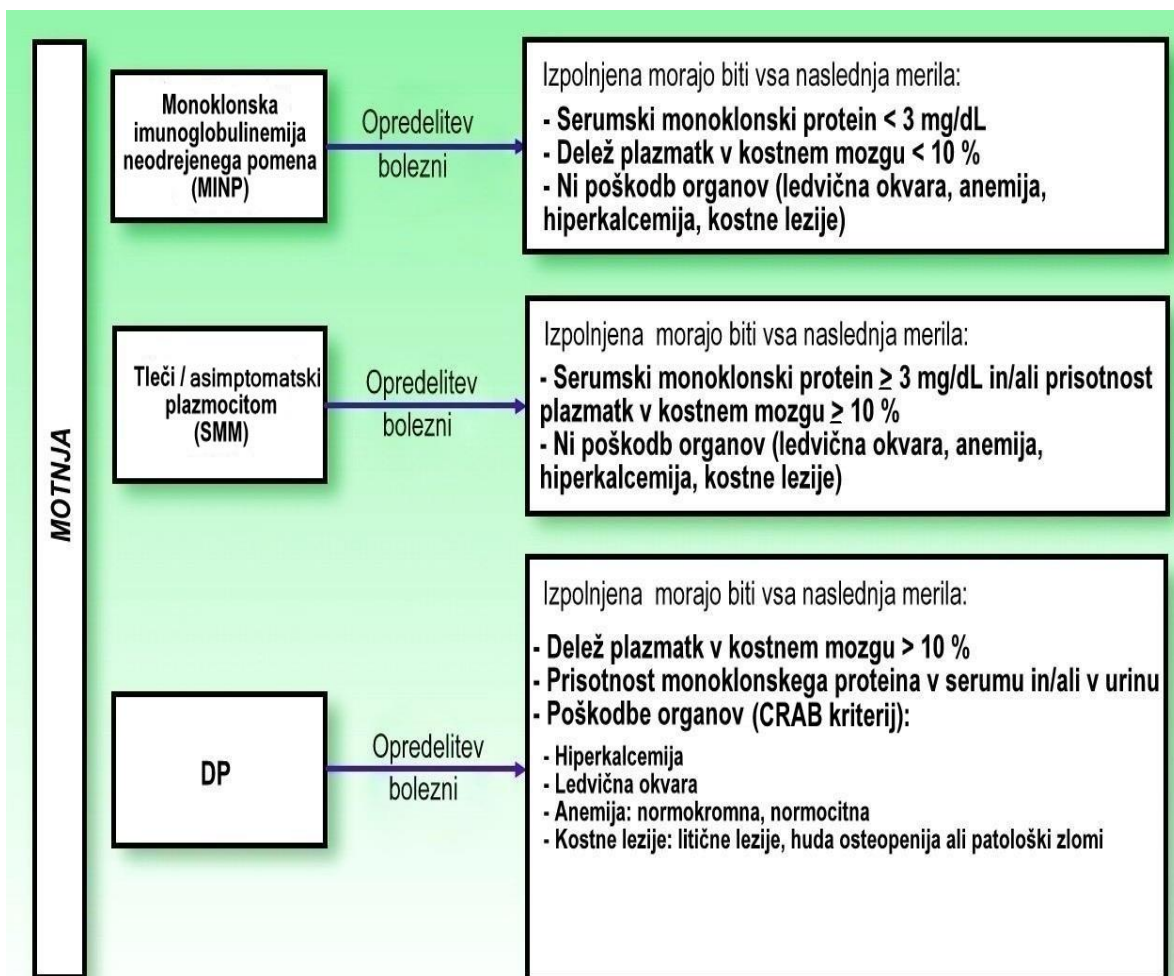 MOTNJA
Monoklonska
imunoglobulinemija
neodrejenega pomena
(MINP)
Opredelitev
bolezni
Izpolnjena morajo biti vsa naslednja merila:
- Serumski monoklonski protein < 3 mg/dL
- Delež plazmatk v kostnem mozgu < 10 %
- Ni poškodb organov (ledvična okvara, anemija,
hiperkalcemija, kostne lezije)
Tleči / asimptomatski
plazmocitom
(SMM)
Opredelitev
bolezni
Izpolnjena morajo biti vsa naslednja merila:
- Serumski monoklonski protein ≥ 3 mg/dL in/ali prisotnost
plazmatk v kostnem mozgu ≥ 10 %
- Ni poškodb organov (ledvična okvara, anemija,
hiperkalcemija, kostne lezije)
DP
Opredelitev
bolezni
Izpolnjena morajo biti vsa naslednja merila:
- Delež plazmatk v kostnem mozgu > 10 %
- Prisotnost monoklonskega proteina v serumu in/ali v urinu
- Poškodbe organov (CRAB kriterij):
- Hiperkalcemija
- Ledvična okvara
- Anemija: normokromna, normocitna
- Kostne lezije: litične lezije, huda osteopenija ali patološki zlomi